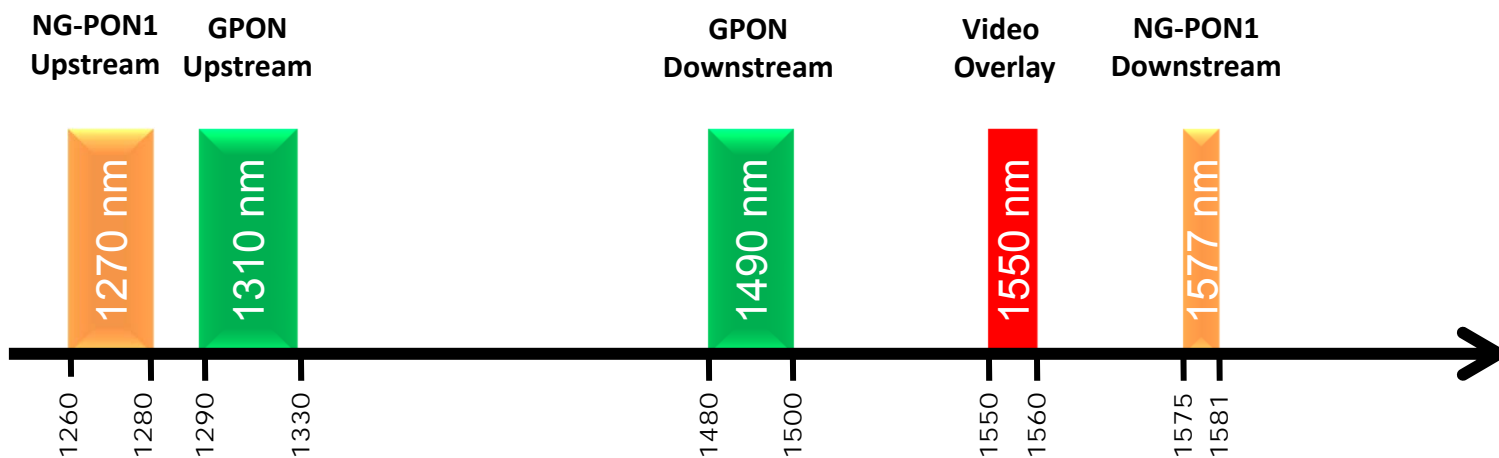 NG-PON1
Upstream
GPON
Upstream
GPON
Downstream
Video
Overlay
NG-PON1
Downstream
1270 nm
1310 nm
1490 nm
1550 nm
1577 nm
1260
1280
1290
1330
1480
1500
1550
1560
1575
1581